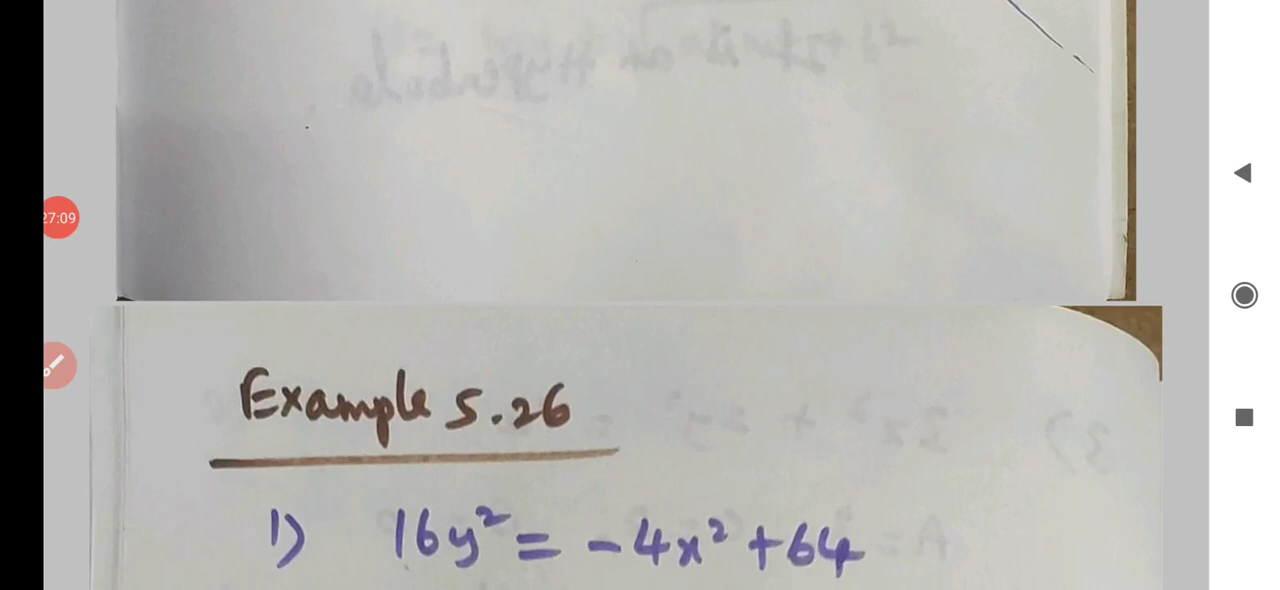 27:09
Example 5.26
1) 16y² = -4x² + 64